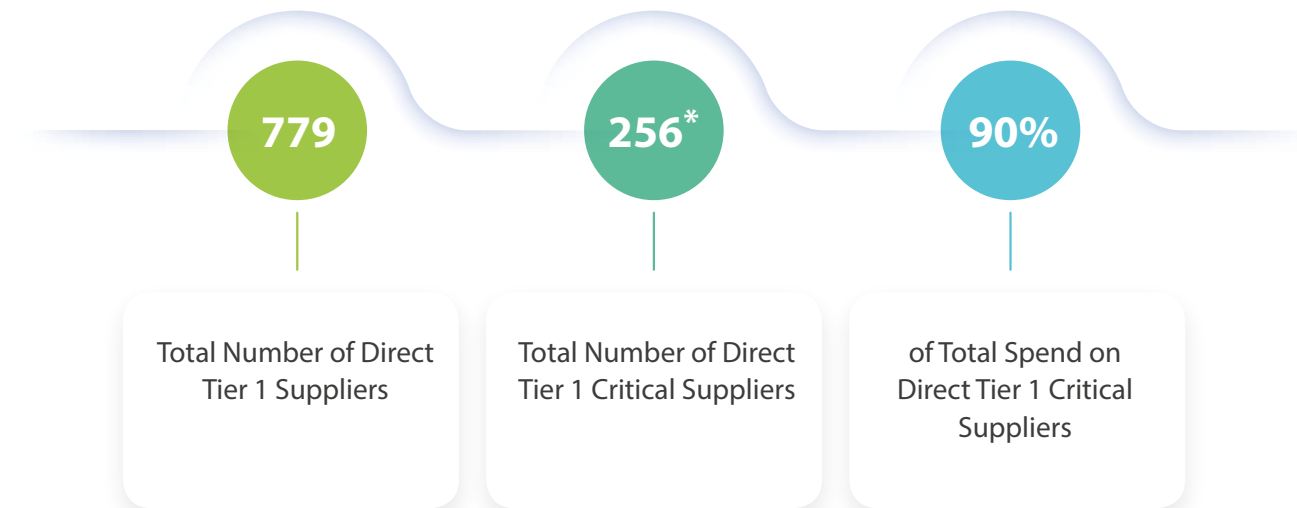 779
256*
90%
Total Number of Direct
Tier 1 Suppliers
Total Number of Direct
Tier 1 Critical Suppliers
of Total Spend on
Direct Tier 1 Critical
Suppliers